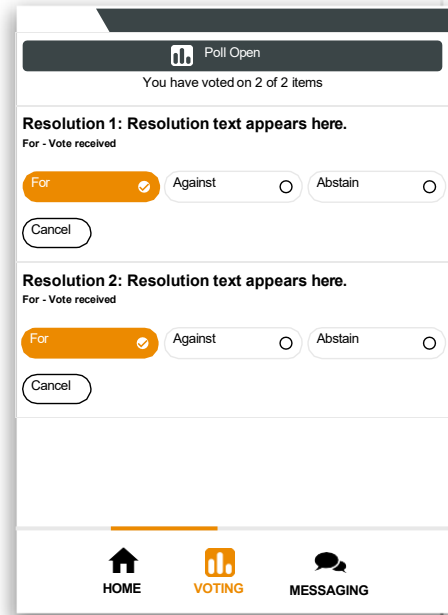 Poll Open
You have voted on 2 of 2 items
Resolution 1: Resolution text appears here.
For - Vote received
For Against Abstain
Cancel
Resolution 2: Resolution text appears here.
For - Vote received
For Against Abstain
Cancel
HOME VOTING MESSAGING